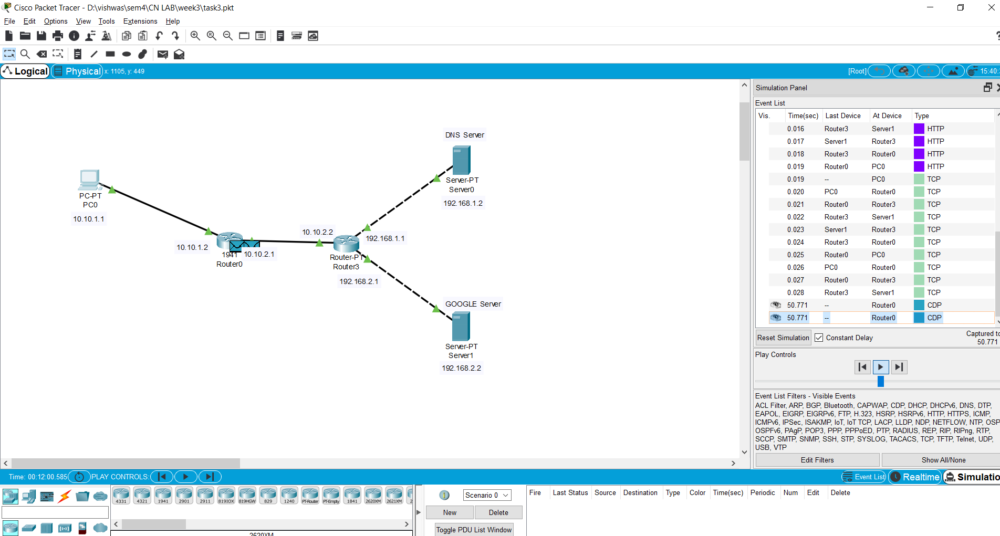 Cisco Packet Tracer - D:\vishwas\sem4\CN LAB\week3\task3.pkt
File Edit Options View Tools Extensions Help
?
Logical Physical x: 1105, y: 449 [Root] 15:40:
DNS Server
Server-PT
Server0
192.168.1.2
PC-PT
PC0
10.10.1.1
10.10.1.2
1941
Router0
10.10.2.1
10.10.2.2
Router-PT
Router3
192.168.1.1
192.168.2.1
GOOGLE Server
Server-PT
Server1
192.168.2.2
Simulation Panel
Event List
Vis. Time(sec) Last Device At Device Type
0.016 Router3 Server1 HTTP
0.017 Server1 Router3 HTTP
0.018 Router3 Router0 HTTP
0.019 Router0 PC0 HTTP
0.019 -- PC0 TCP
0.020 PC0 Router0 TCP
0.021 Router0 Router3 TCP
0.022 Router3 Server1 TCP
0.023 Server1 Router3 TCP
0.024 Router3 Router0 TCP
0.025 Router0 PC0 TCP
0.026 PC0 Router0 TCP
0.027 Router0 Router3 TCP
0.028 Router3 Server1 TCP
50.771 -- Router0 CDP
50.771 -- Router0 CDP
Reset Simulation Constant Delay Captured to
50.771
Play Controls
Event List Filters - Visible Events
ACL Filter, ARP, BGP, Bluetooth, CAPWAP, CDP, DHCP, DHCPv6, DNS, DTP,
EAPOL, EIGRP, EIGRPv6, FTP, H.323, HSRP, HSRPv6, HTTP, HTTPS, ICMP,
ICMPv6, IPSec, ISAKMP, IoT, IoT TCP, LACP, LLDP, NDP, NETFLOW, NTP, OSP
OSPFv6, PAgP, POP3, PPP, PPPoED, PTP, RADIUS, REP, RIP, RIPng, RTP,
SCCP, SMTP, SNMP, SSH, STP, SYSLOG, TACACS, TCP, TFTP, Telnet, UDP,
USB, VTP
Edit Filters Show All/None
Time: 00:12:00.585 PLAY CONTROLS: Event List Realtime Simulatio
4331 4321 1941 2901 2911 819IOX 819HGW 829 1240 PT-Router PT-Empty 1841 2620XM 2621XM 2
2620XM
Scenario 0
New Delete
Toggle PDU List Window
Fire Last Status Source Destination Type Color Time(sec) Periodic Num Edit Delete